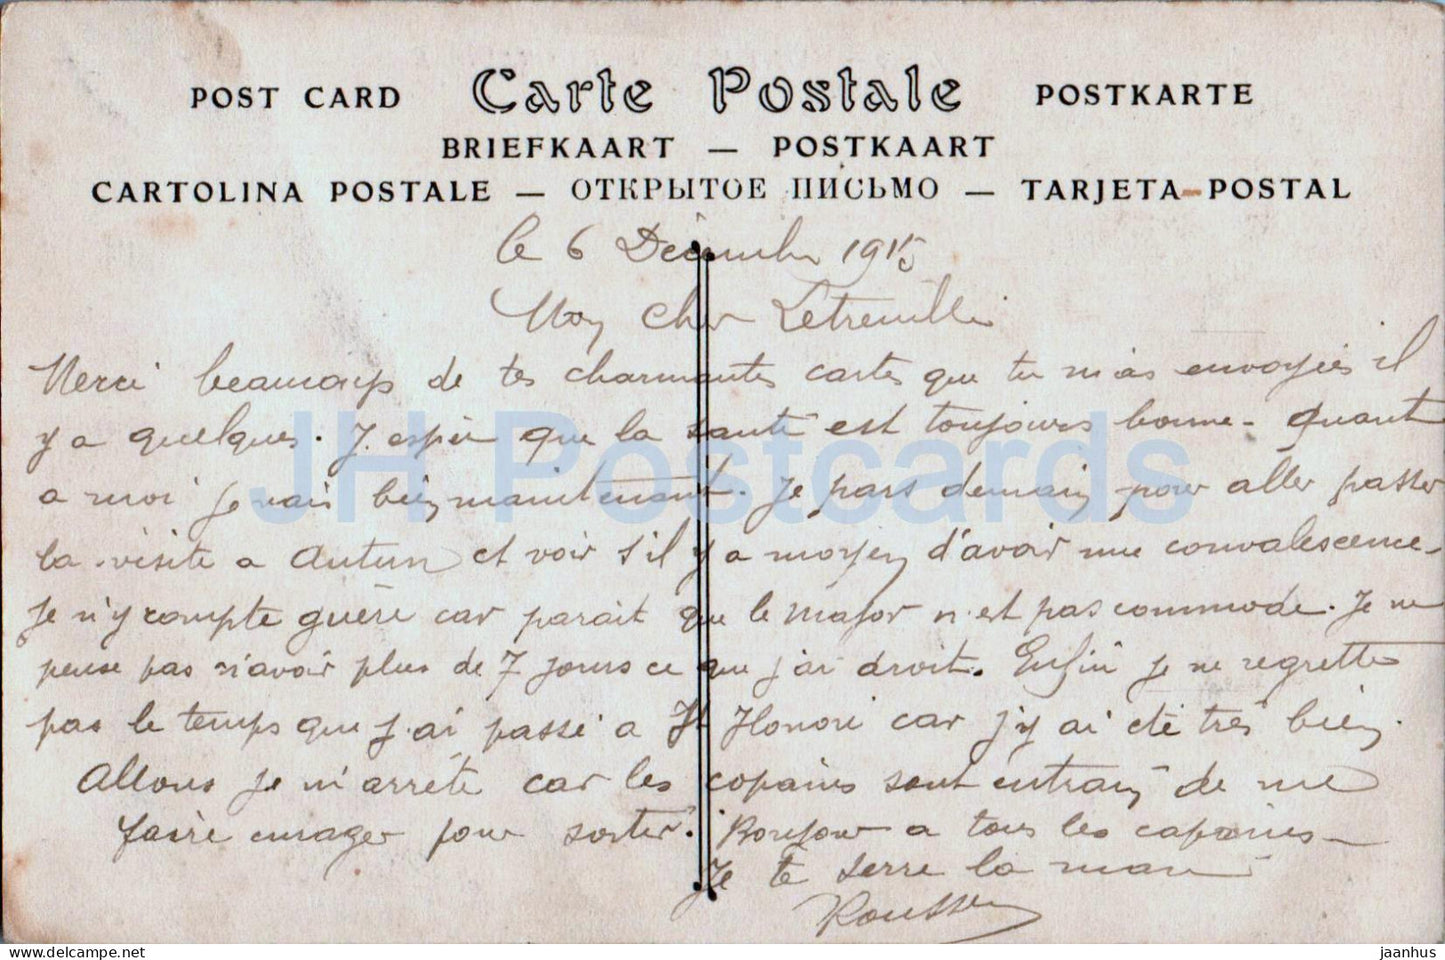 POST CARD Carte Postale POSTKARTE
BRIEFKAART — POSTKAART
CARTOLINA POSTALE — ОТКРЫТОЕ ПИСЬМО — TARJETA POSTAL
le 6 Décembre 1915
Mon cher
Merci beaucoup de tes charmantes cartes que tu m'as envoyées il
y a quelques. J'espère que la santé est toujours bonne - Quant
a moi je vais bien maintenant. Je pars demain pour aller passer
la visite a Autun et voir s'il y a moyen d'avoir une convalescence -
Je n'y compte guère car parait que le major n'est pas commode. Je ne
pense pas n'avoir plus de 7 jours ce que j'ai droit. Enfin je ne regrette
pas le temps que j'ai passé a St Honoré car j'y ai été très bien.
Allons je m'arrête car les copains sont entrain de me
faire enrager pour sortir. Bonjour a tous les copains -
Je te serre la main
JH Postcards
delcampe.net
jaanhus